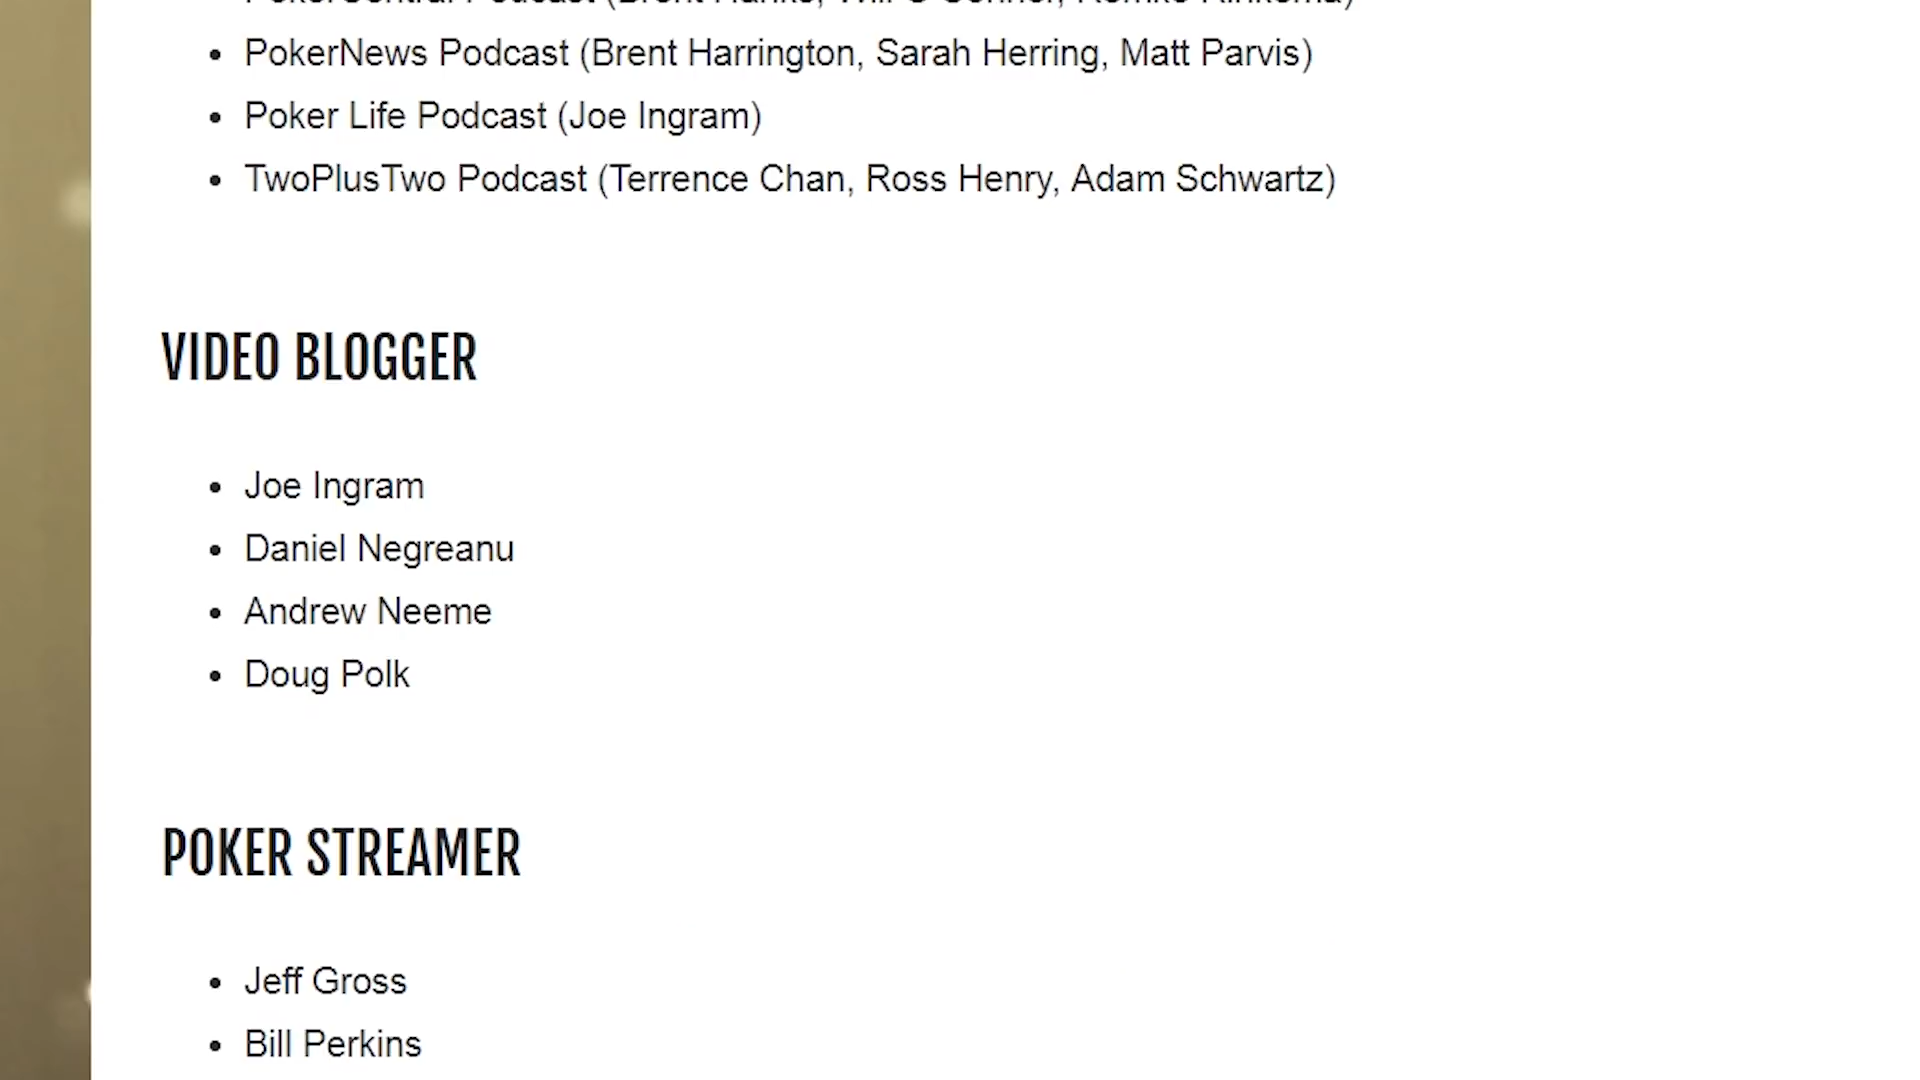 PokerNews Podcast (Brent Harrington, Sarah Herring, Matt Parvis)
Poker Life Podcast (Joe Ingram)
TwoPlusTwo Podcast (Terrence Chan, Ross Henry, Adam Schwartz)
VIDEO BLOGGER
Joe Ingram
Daniel Negreanu
Andrew Neeme
Doug Polk
POKER STREAMER
Jeff Gross
Bill Perkins